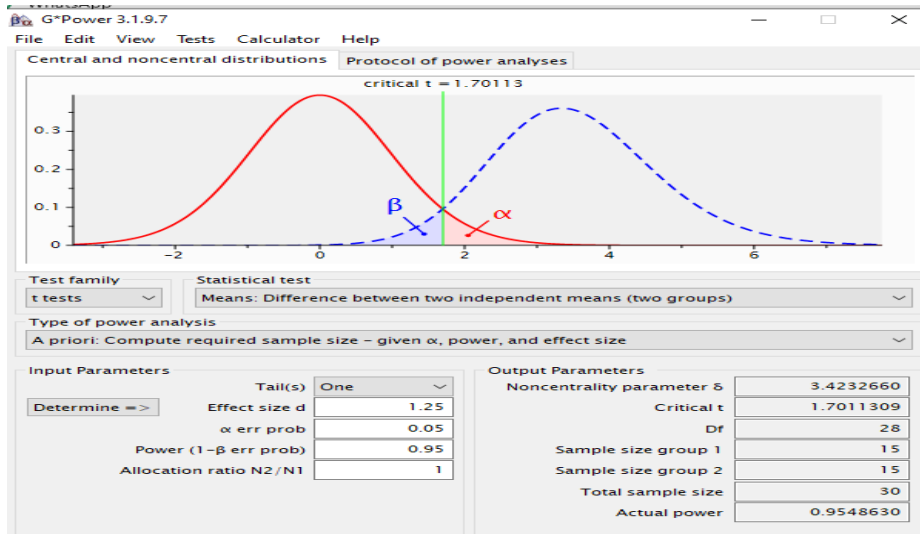 WhatsApp
G*Power 3.1.9.7
File Edit View Tests Calculator Help
Central and noncentral distributions Protocol of power analyses
critical t = 1.70113
0.3
0.2
0.1
0
β
α
-2 0 2 4 6
Test family Statistical test
t tests Means: Difference between two independent means (two groups)
Type of power analysis
A priori: Compute required sample size - given α, power, and effect size
Input Parameters Output Parameters
Tail(s) One Noncentrality parameter δ 3.4232660
Determine => Effect size d 1.25 Critical t 1.7011309
α err prob 0.05 Df 28
Power (1-β err prob) 0.95 Sample size group 1 15
Allocation ratio N2/N1 1 Sample size group 2 15
Total sample size 30
Actual power 0.9548630